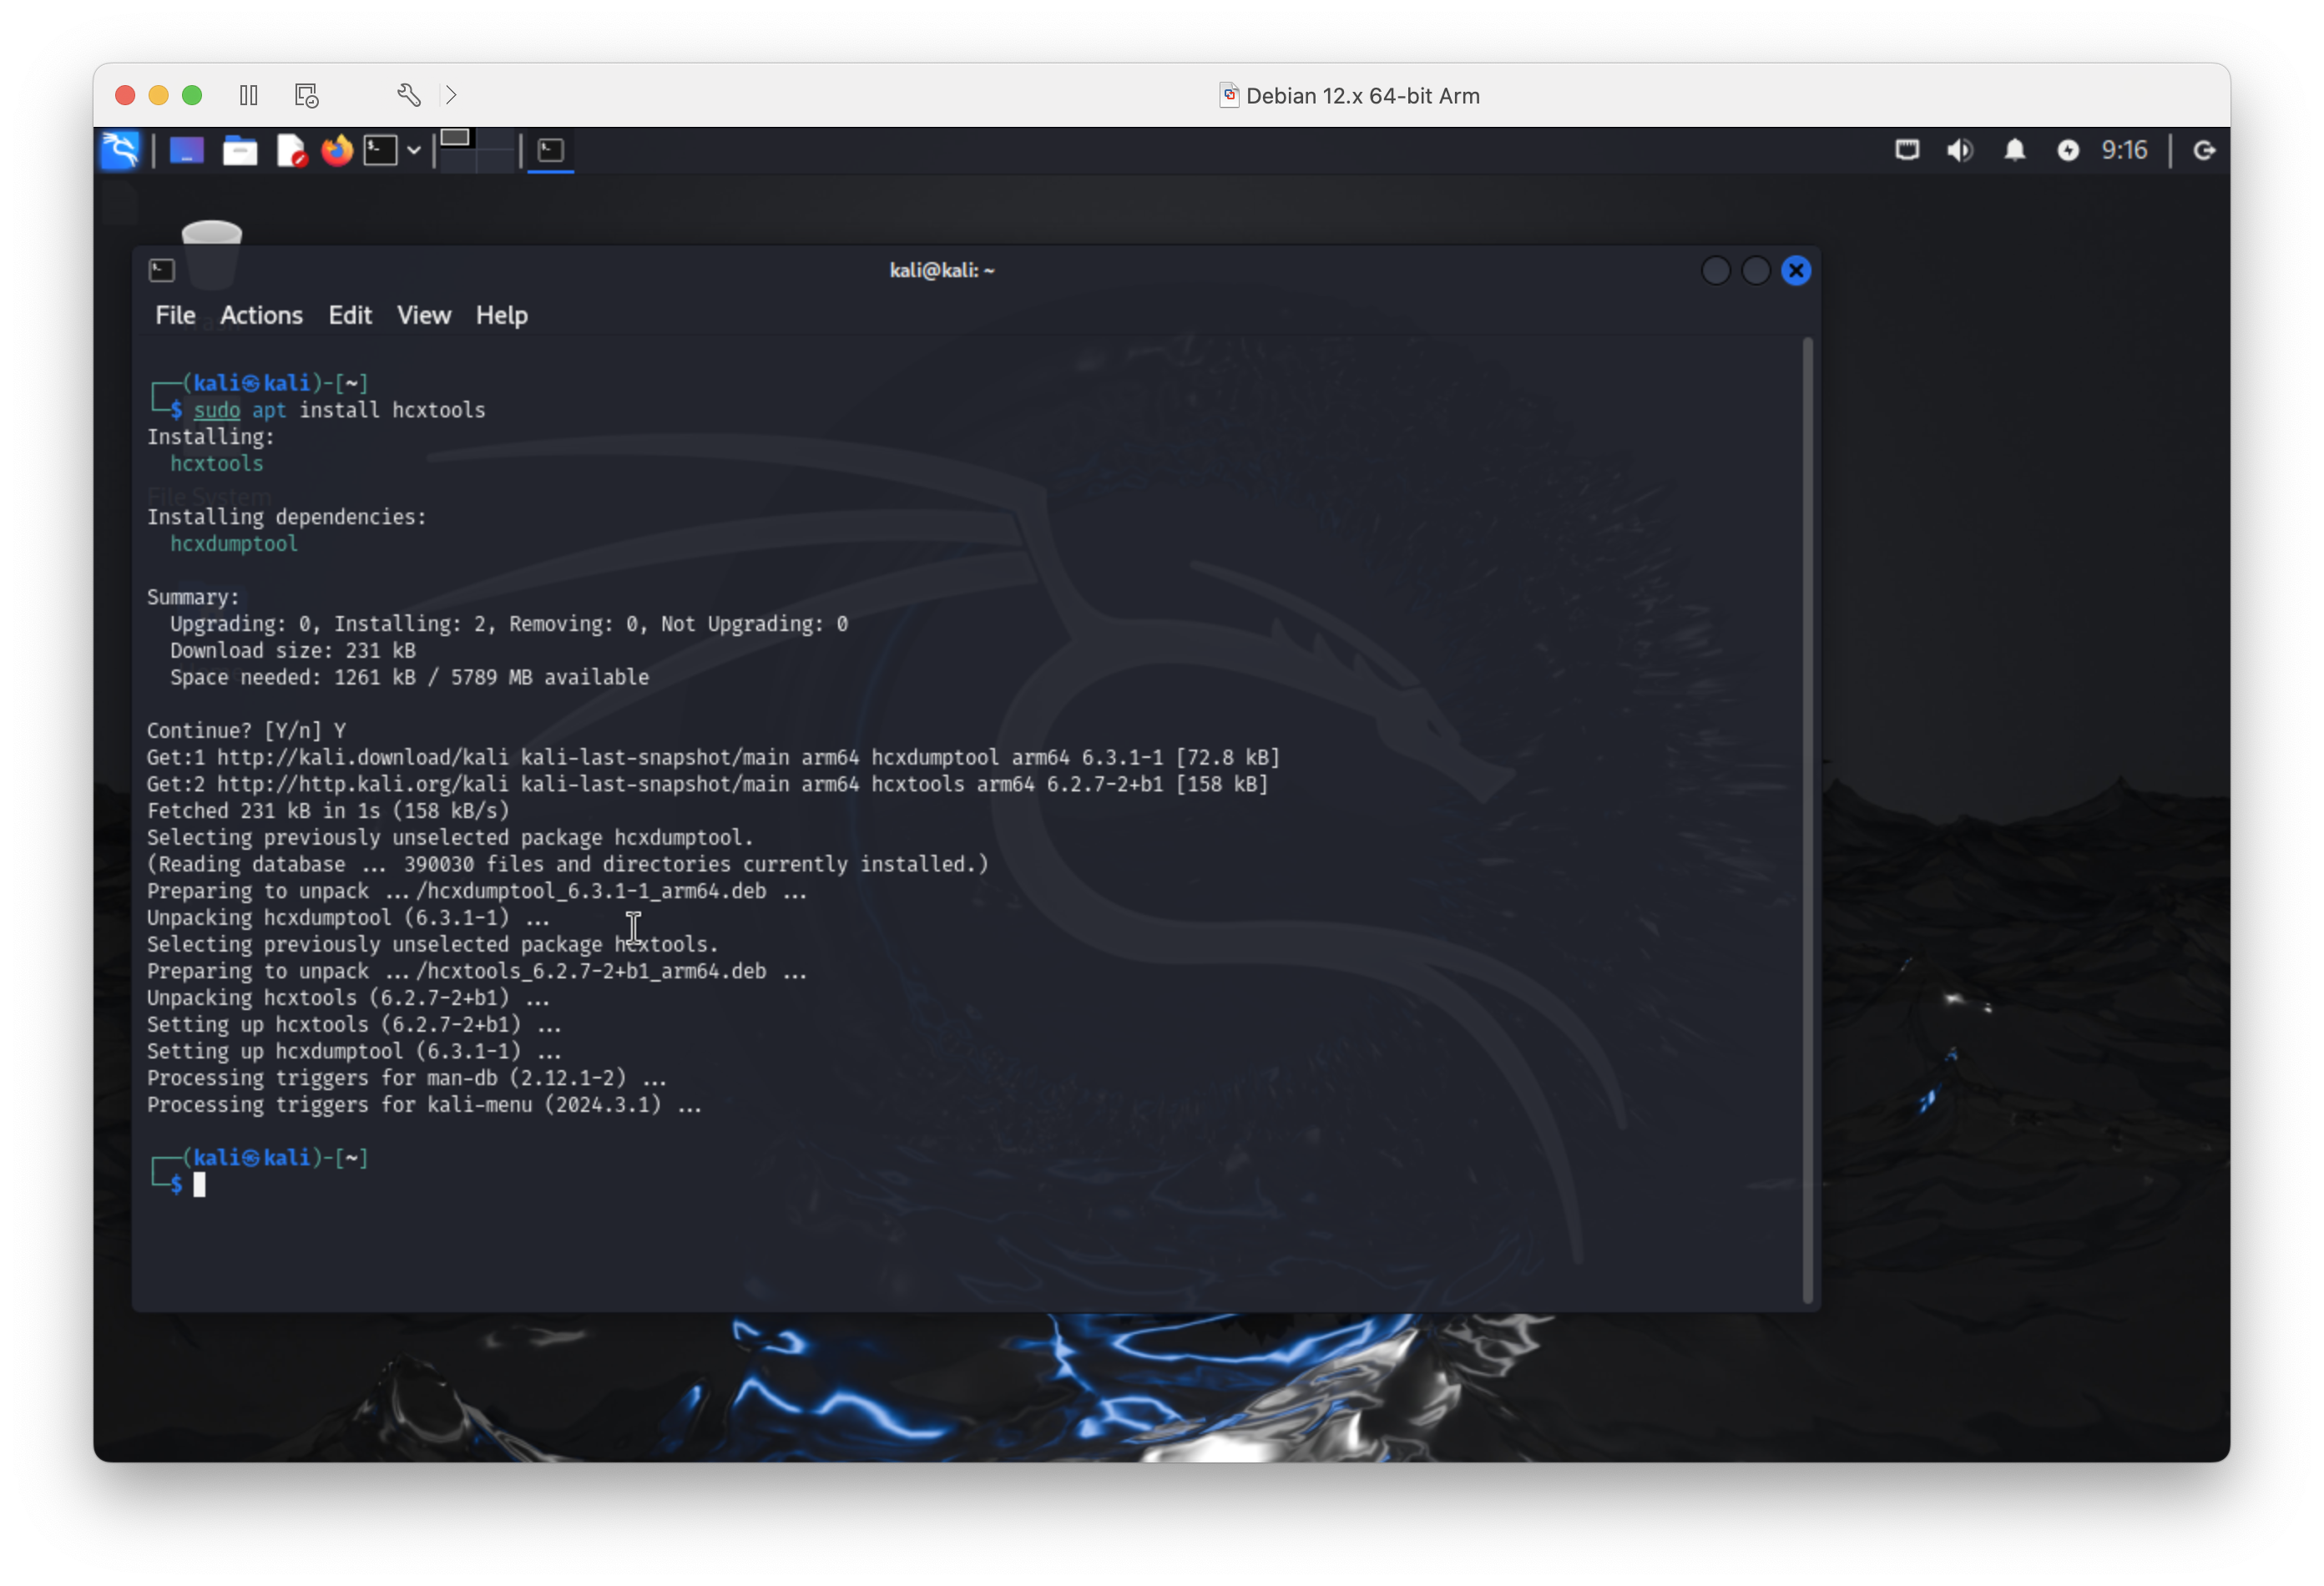 Debian 12.x 64-bit Arm
9:16
kali@kali: ~
File Actions Edit View Help
┌──(kali㉿kali)-[~]
└─$ sudo apt install hcxtools
Installing:
  hcxtools
File System
Installing dependencies:
  hcxdumptool
Summary:
  Upgrading: 0, Installing: 2, Removing: 0, Not Upgrading: 0
  Download size: 231 kB
  Space needed: 1261 kB / 5789 MB available
Continue? [Y/n] Y
Get:1 http://kali.download/kali kali-last-snapshot/main arm64 hcxdumptool arm64 6.3.1-1 [72.8 kB]
Get:2 http://http.kali.org/kali kali-last-snapshot/main arm64 hcxtools arm64 6.2.7-2+b1 [158 kB]
Fetched 231 kB in 1s (158 kB/s)
Selecting previously unselected package hcxdumptool.
(Reading database ... 390030 files and directories currently installed.)
Preparing to unpack .../hcxdumptool_6.3.1-1_arm64.deb ...
Unpacking hcxdumptool (6.3.1-1) ...
Selecting previously unselected package hcxtools.
Preparing to unpack .../hcxtools_6.2.7-2+b1_arm64.deb ...
Unpacking hcxtools (6.2.7-2+b1) ...
Setting up hcxtools (6.2.7-2+b1) ...
Setting up hcxdumptool (6.3.1-1) ...
Processing triggers for man-db (2.12.1-2) ...
Processing triggers for kali-menu (2024.3.1) ...
┌──(kali㉿kali)-[~]
└─$